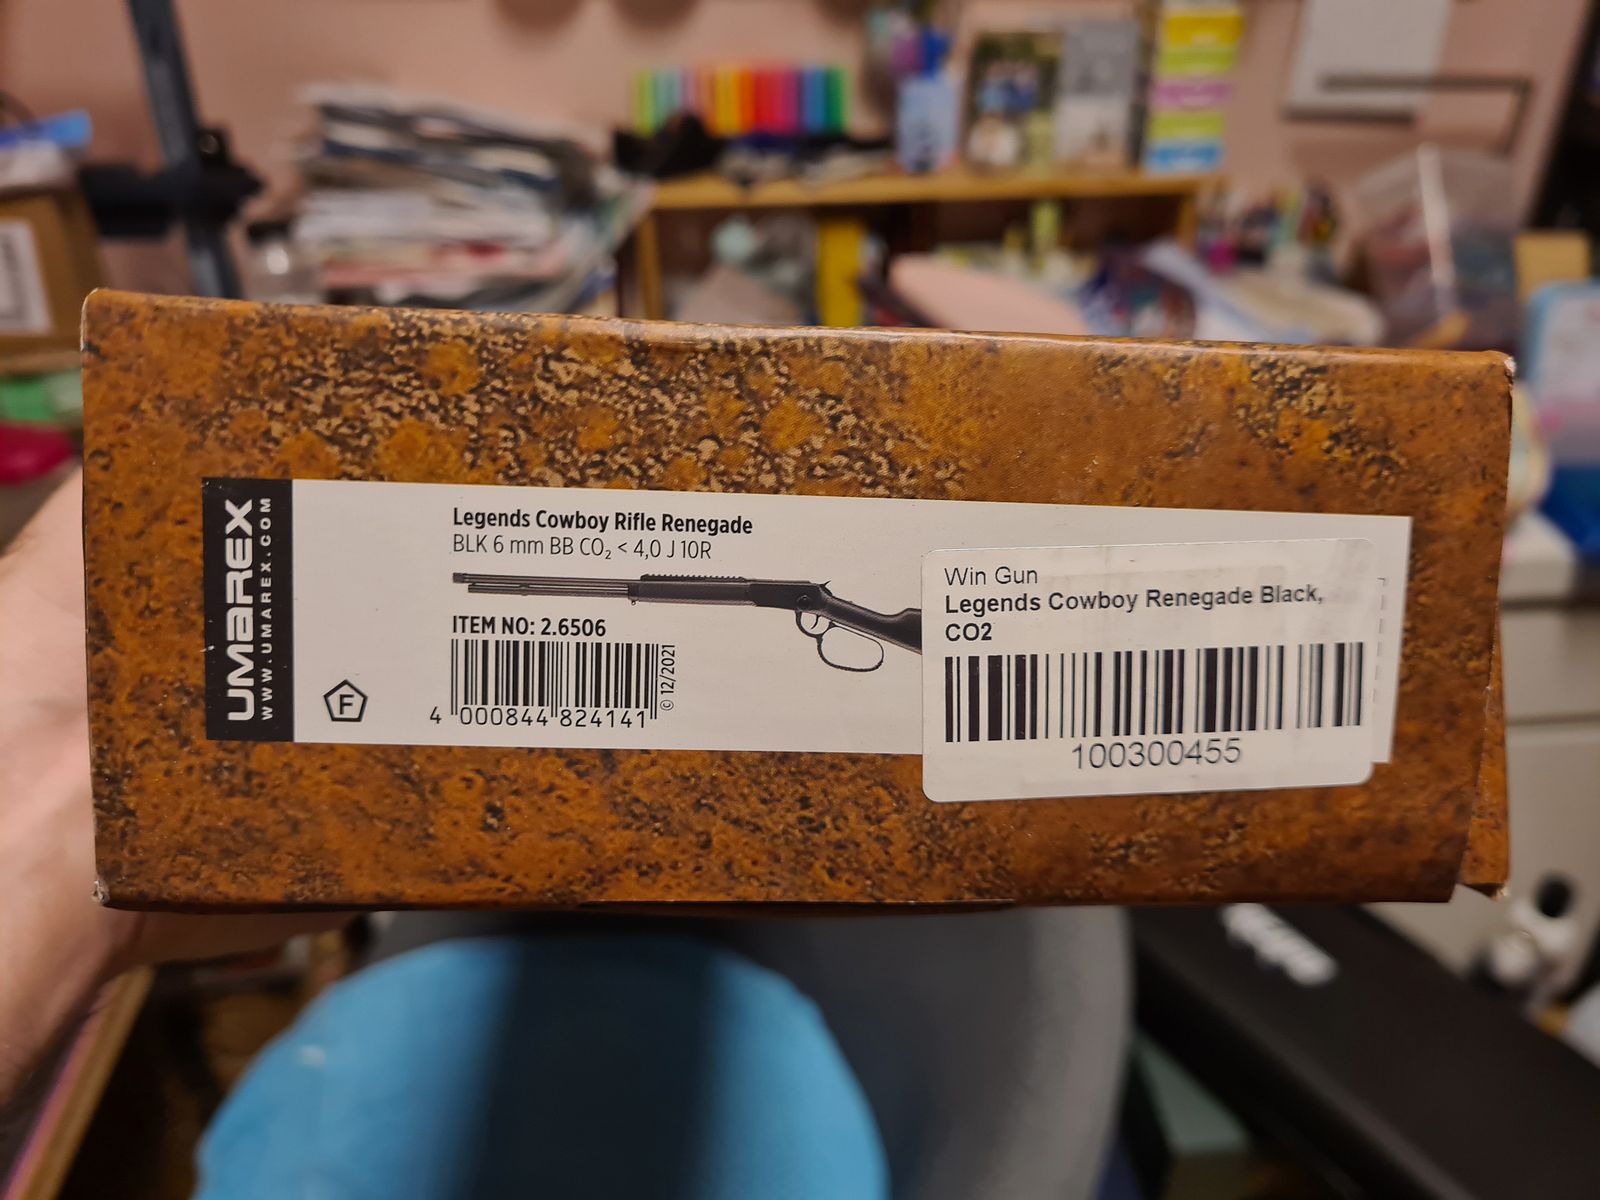 UMAREX
WWW.UMAREX.COM
Legends Cowboy Rifle Renegade
BLK 6 mm BB CO₂ < 4,0 J 10R
ITEM NO: 2.6506
4 000844 824141
© 12/2021
F
Win Gun
Legends Cowboy Renegade Black,
CO2
100300455